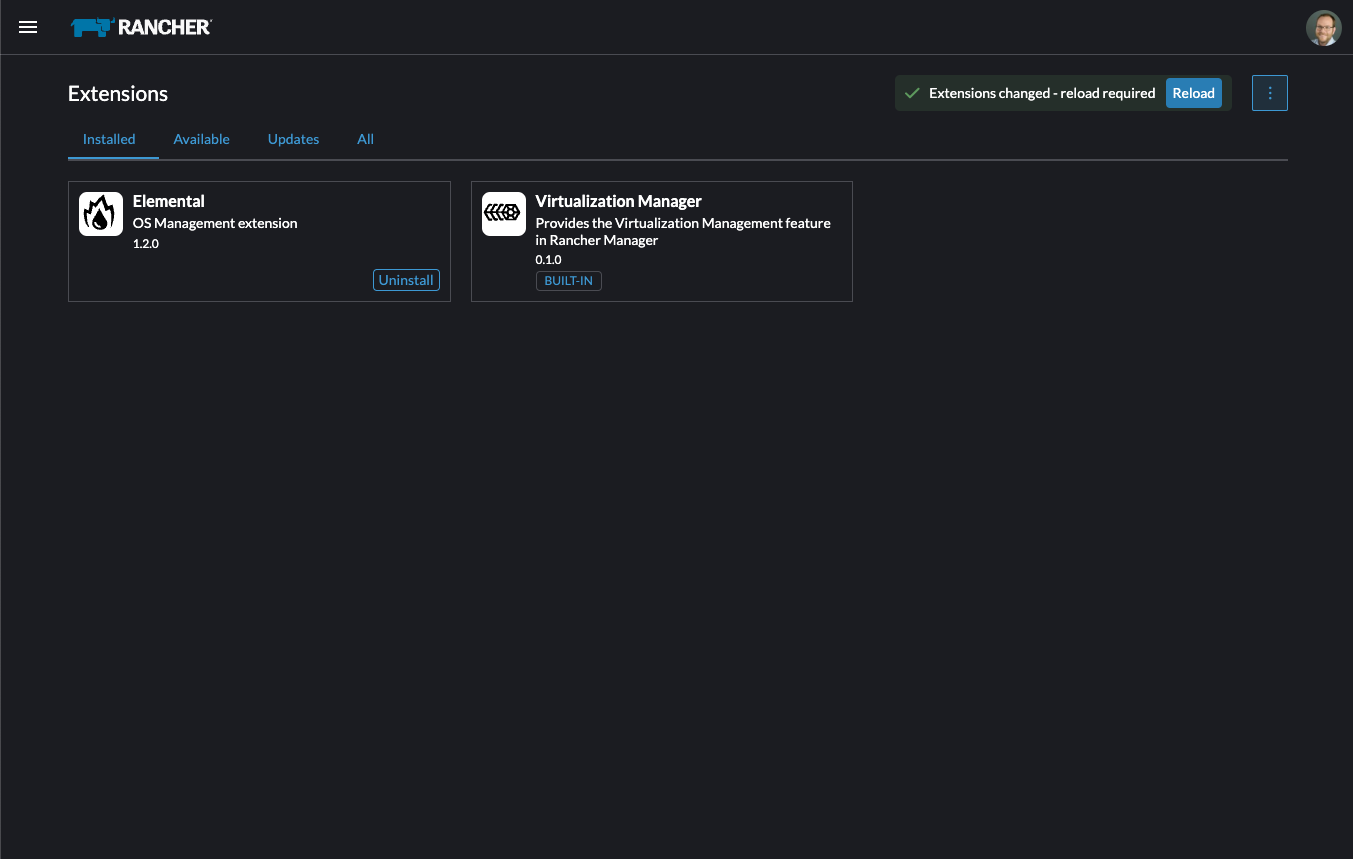 RANCHER
Extensions
Extensions changed - reload required
Reload
Installed
Available
Updates
All
Elemental
OS Management extension
1.2.0
Uninstall
Virtualization Manager
Provides the Virtualization Management feature
in Rancher Manager
0.1.0
BUILT-IN